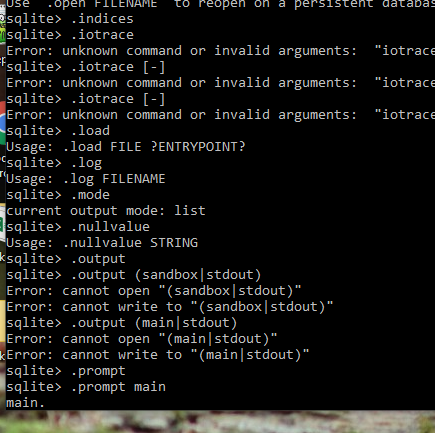 Use ".open FILENAME" to reopen on a persistent databas
sqlite> .indices
sqlite> .iotrace
Error: unknown command or invalid arguments:  "iotrace
sqlite> .iotrace [-]
Error: unknown command or invalid arguments:  "iotrace
sqlite> .iotrace [-]
Error: unknown command or invalid arguments:  "iotrace
sqlite> .load
Usage: .load FILE ?ENTRYPOINT?
sqlite> .log
Usage: .log FILENAME
sqlite> .mode
current output mode: list
sqlite> .nullvalue
Usage: .nullvalue STRING
sqlite> .output
sqlite> .output (sandbox|stdout)
Error: cannot open "(sandbox|stdout)"
Error: cannot write to "(sandbox|stdout)"
sqlite> .output (main|stdout)
Error: cannot open "(main|stdout)"
Error: cannot write to "(main|stdout)"
sqlite> .prompt
sqlite> .prompt main
main.